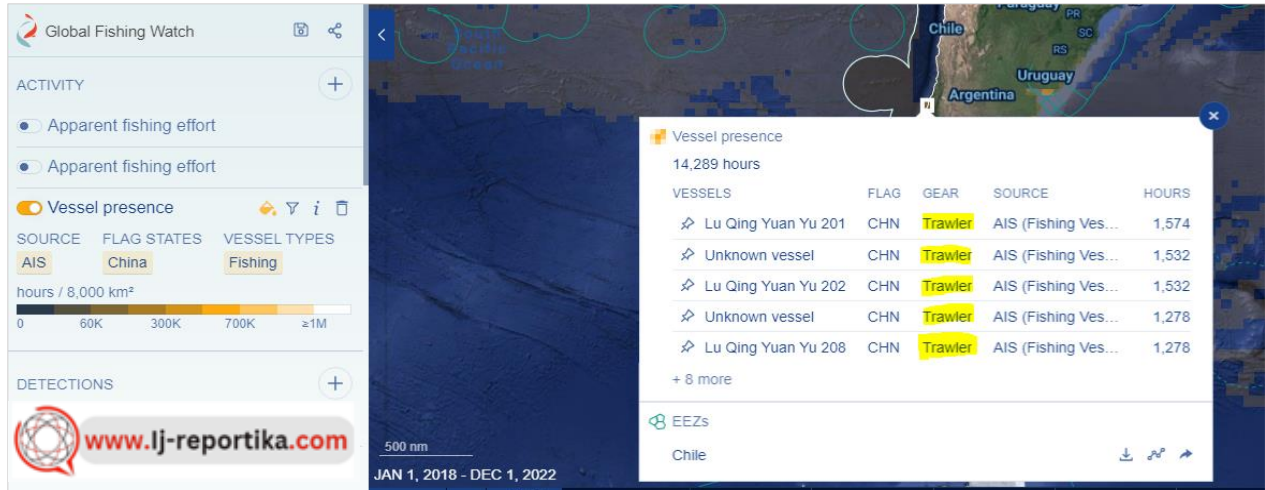 Global Fishing Watch
ACTIVITY
Apparent fishing effort
Apparent fishing effort
Vessel presence
SOURCE FLAG STATES VESSEL TYPES
AIS China Fishing
hours / 8,000 km²
0 60K 300K 700K ≥1M
DETECTIONS
www.lj-reportika.com
South
Pacific
Ocean
Chile
Paraguay
PR
SC
RS
Uruguay
Argentina
Vessel presence
14,289 hours
VESSELS FLAG GEAR SOURCE HOURS
Lu Qing Yuan Yu 201 CHN Trawler AIS (Fishing Ves... 1,574
Unknown vessel CHN Trawler AIS (Fishing Ves... 1,532
Lu Qing Yuan Yu 202 CHN Trawler AIS (Fishing Ves... 1,532
Unknown vessel CHN Trawler AIS (Fishing Ves... 1,278
Lu Qing Yuan Yu 208 CHN Trawler AIS (Fishing Ves... 1,278
+ 8 more
EEZs
Chile
500 nm
JAN 1, 2018 - DEC 1, 2022